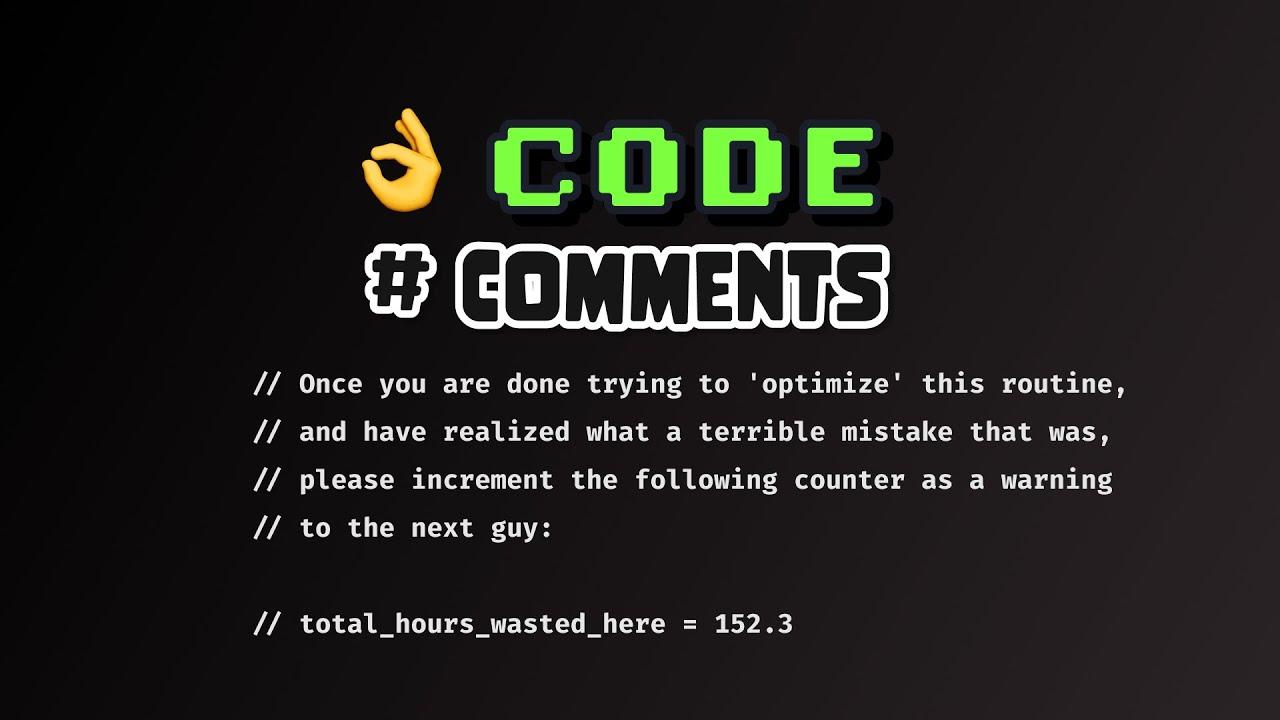 👌 CODE
# COMMENTS
// Once you are done trying to 'optimize' this routine,
// and have realized what a terrible mistake that was,
// please increment the following counter as a warning
// to the next guy:
// total_hours_wasted_here = 152.3